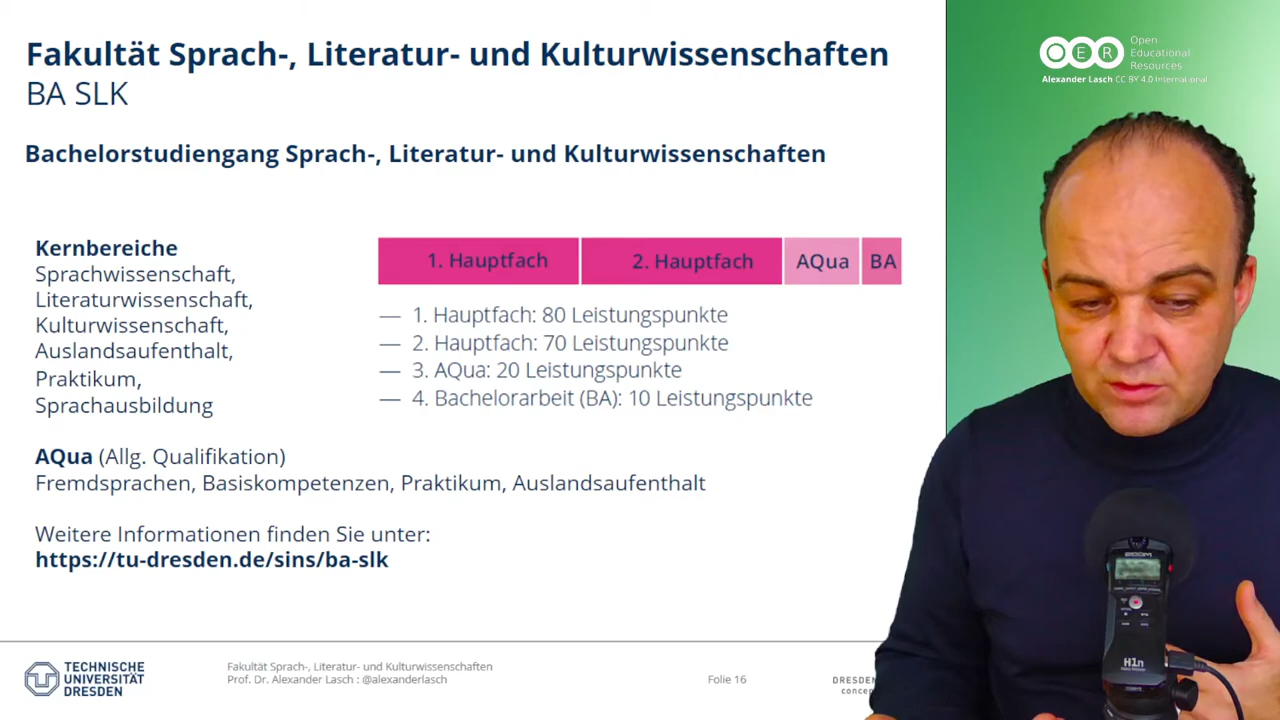 Fakultät Sprach-, Literatur- und Kulturwissenschaften
BA SLK
Bachelorstudiengang Sprach-, Literatur- und Kulturwissenschaften
Kernbereiche
Sprachwissenschaft,
Literaturwissenschaft,
Kulturwissenschaft,
Auslandsaufenthalt,
Praktikum,
Sprachausbildung
1. Hauptfach
2. Hauptfach
AQua
BA
— 1. Hauptfach: 80 Leistungspunkte
— 2. Hauptfach: 70 Leistungspunkte
— 3. AQua: 20 Leistungspunkte
— 4. Bachelorarbeit (BA): 10 Leistungspunkte
AQua (Allg. Qualifikation)
Fremdsprachen, Basiskompetenzen, Praktikum, Auslandsaufenthalt
Weitere Informationen finden Sie unter:
https://tu-dresden.de/sins/ba-slk
TECHNISCHE
UNIVERSITÄT
DRESDEN
Fakultät Sprach-, Literatur- und Kulturwissenschaften
Prof. Dr. Alexander Lasch : @alexanderlasch
Folie 16
DRESDEN
conce
OER
Open
Educational
Resources
Alexander Lasch CC BY 4.0 International
zoom
H1n